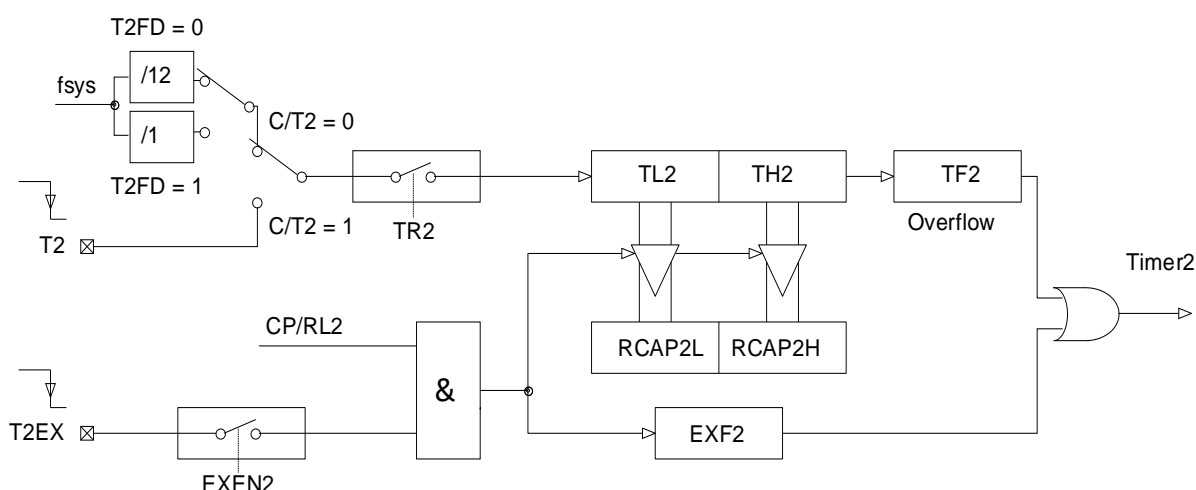 T2FD = 0
/12
fsys
C/T2 = 0
/1
T2FD = 1
TL2
TH2
TF2
T2
C/T2 = 1
TR2
Overflow
Timer2
CP/RL2
RCAP2L
RCAP2H
&
T2EX
EXF2
EXEN2